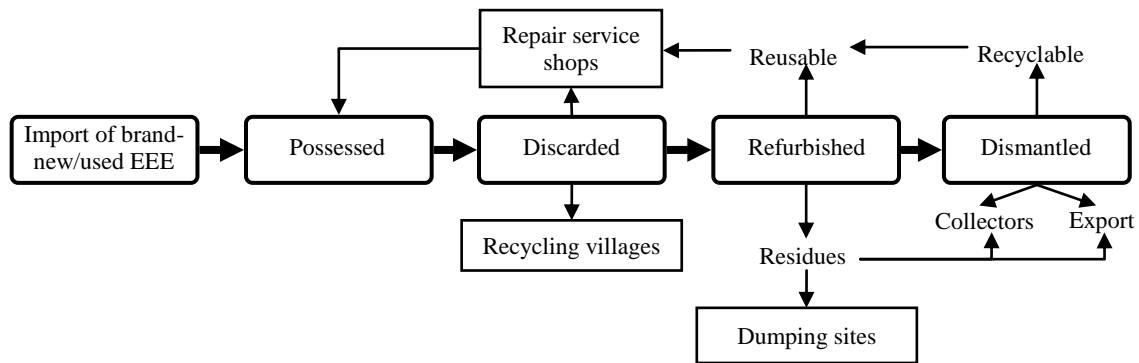 Repair service
shops
Reusable
Recyclable
Import of brand-
new/used EEE
Possessed
Discarded
Refurbished
Dismantled
Collectors
Export
Recycling villages
Residues
Dumping sites